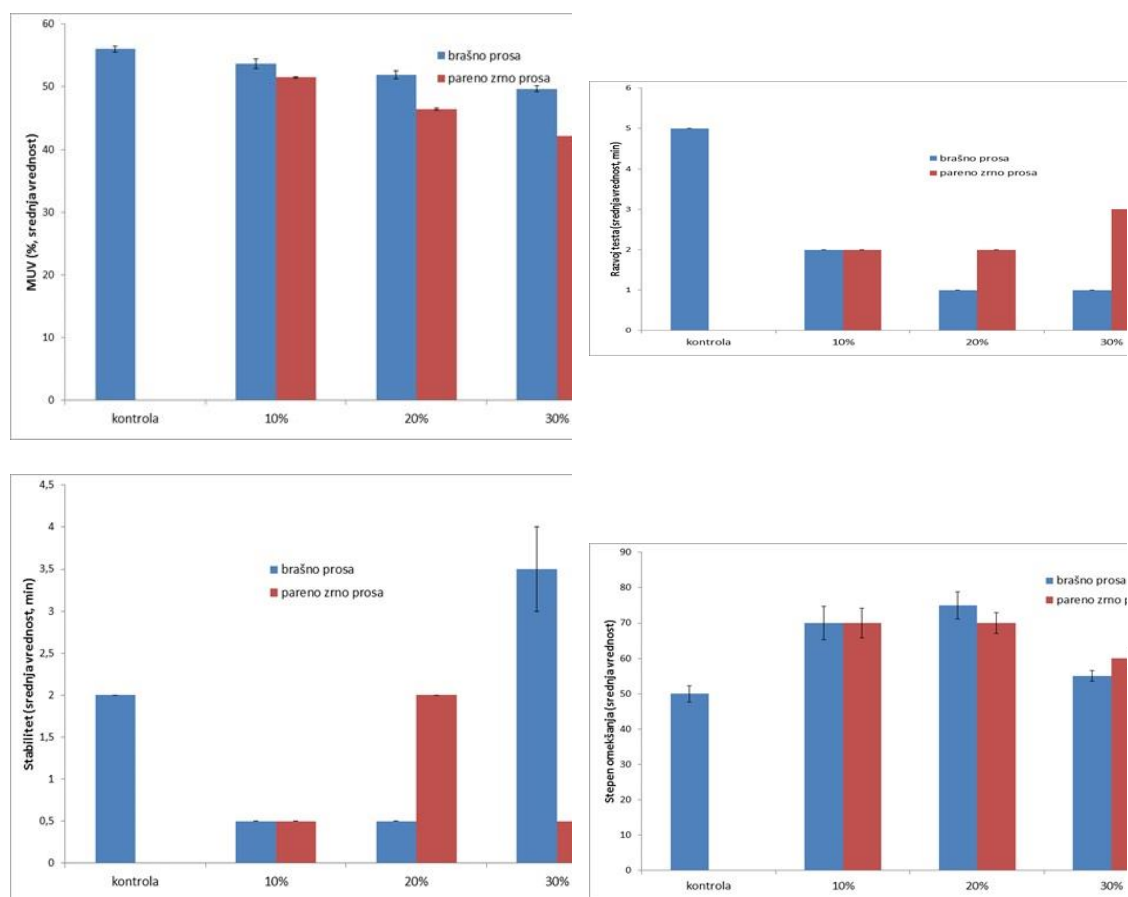 60
50
40
30
20
10
0
MUV (%, srednja vrednost)
brašno prosa
pareno zrno prosa
kontrola 10% 20% 30%
6
5
4
3
2
1
0
Razvoj testa (srednja vrednost, min)
brašno prosa
pareno zrno prosa
kontrola 10% 20% 30%
4,5
4
3,5
3
2,5
2
1,5
1
0,5
0
Stabilitet (srednja vrednost, min)
brašno prosa
pareno zrno prosa
kontrola 10% 20% 30%
90
80
70
60
50
40
30
20
10
0
Stepen omekšanja (srednja vrednost)
brašno prosa
pareno zrno p
kontrola 10% 20% 30%